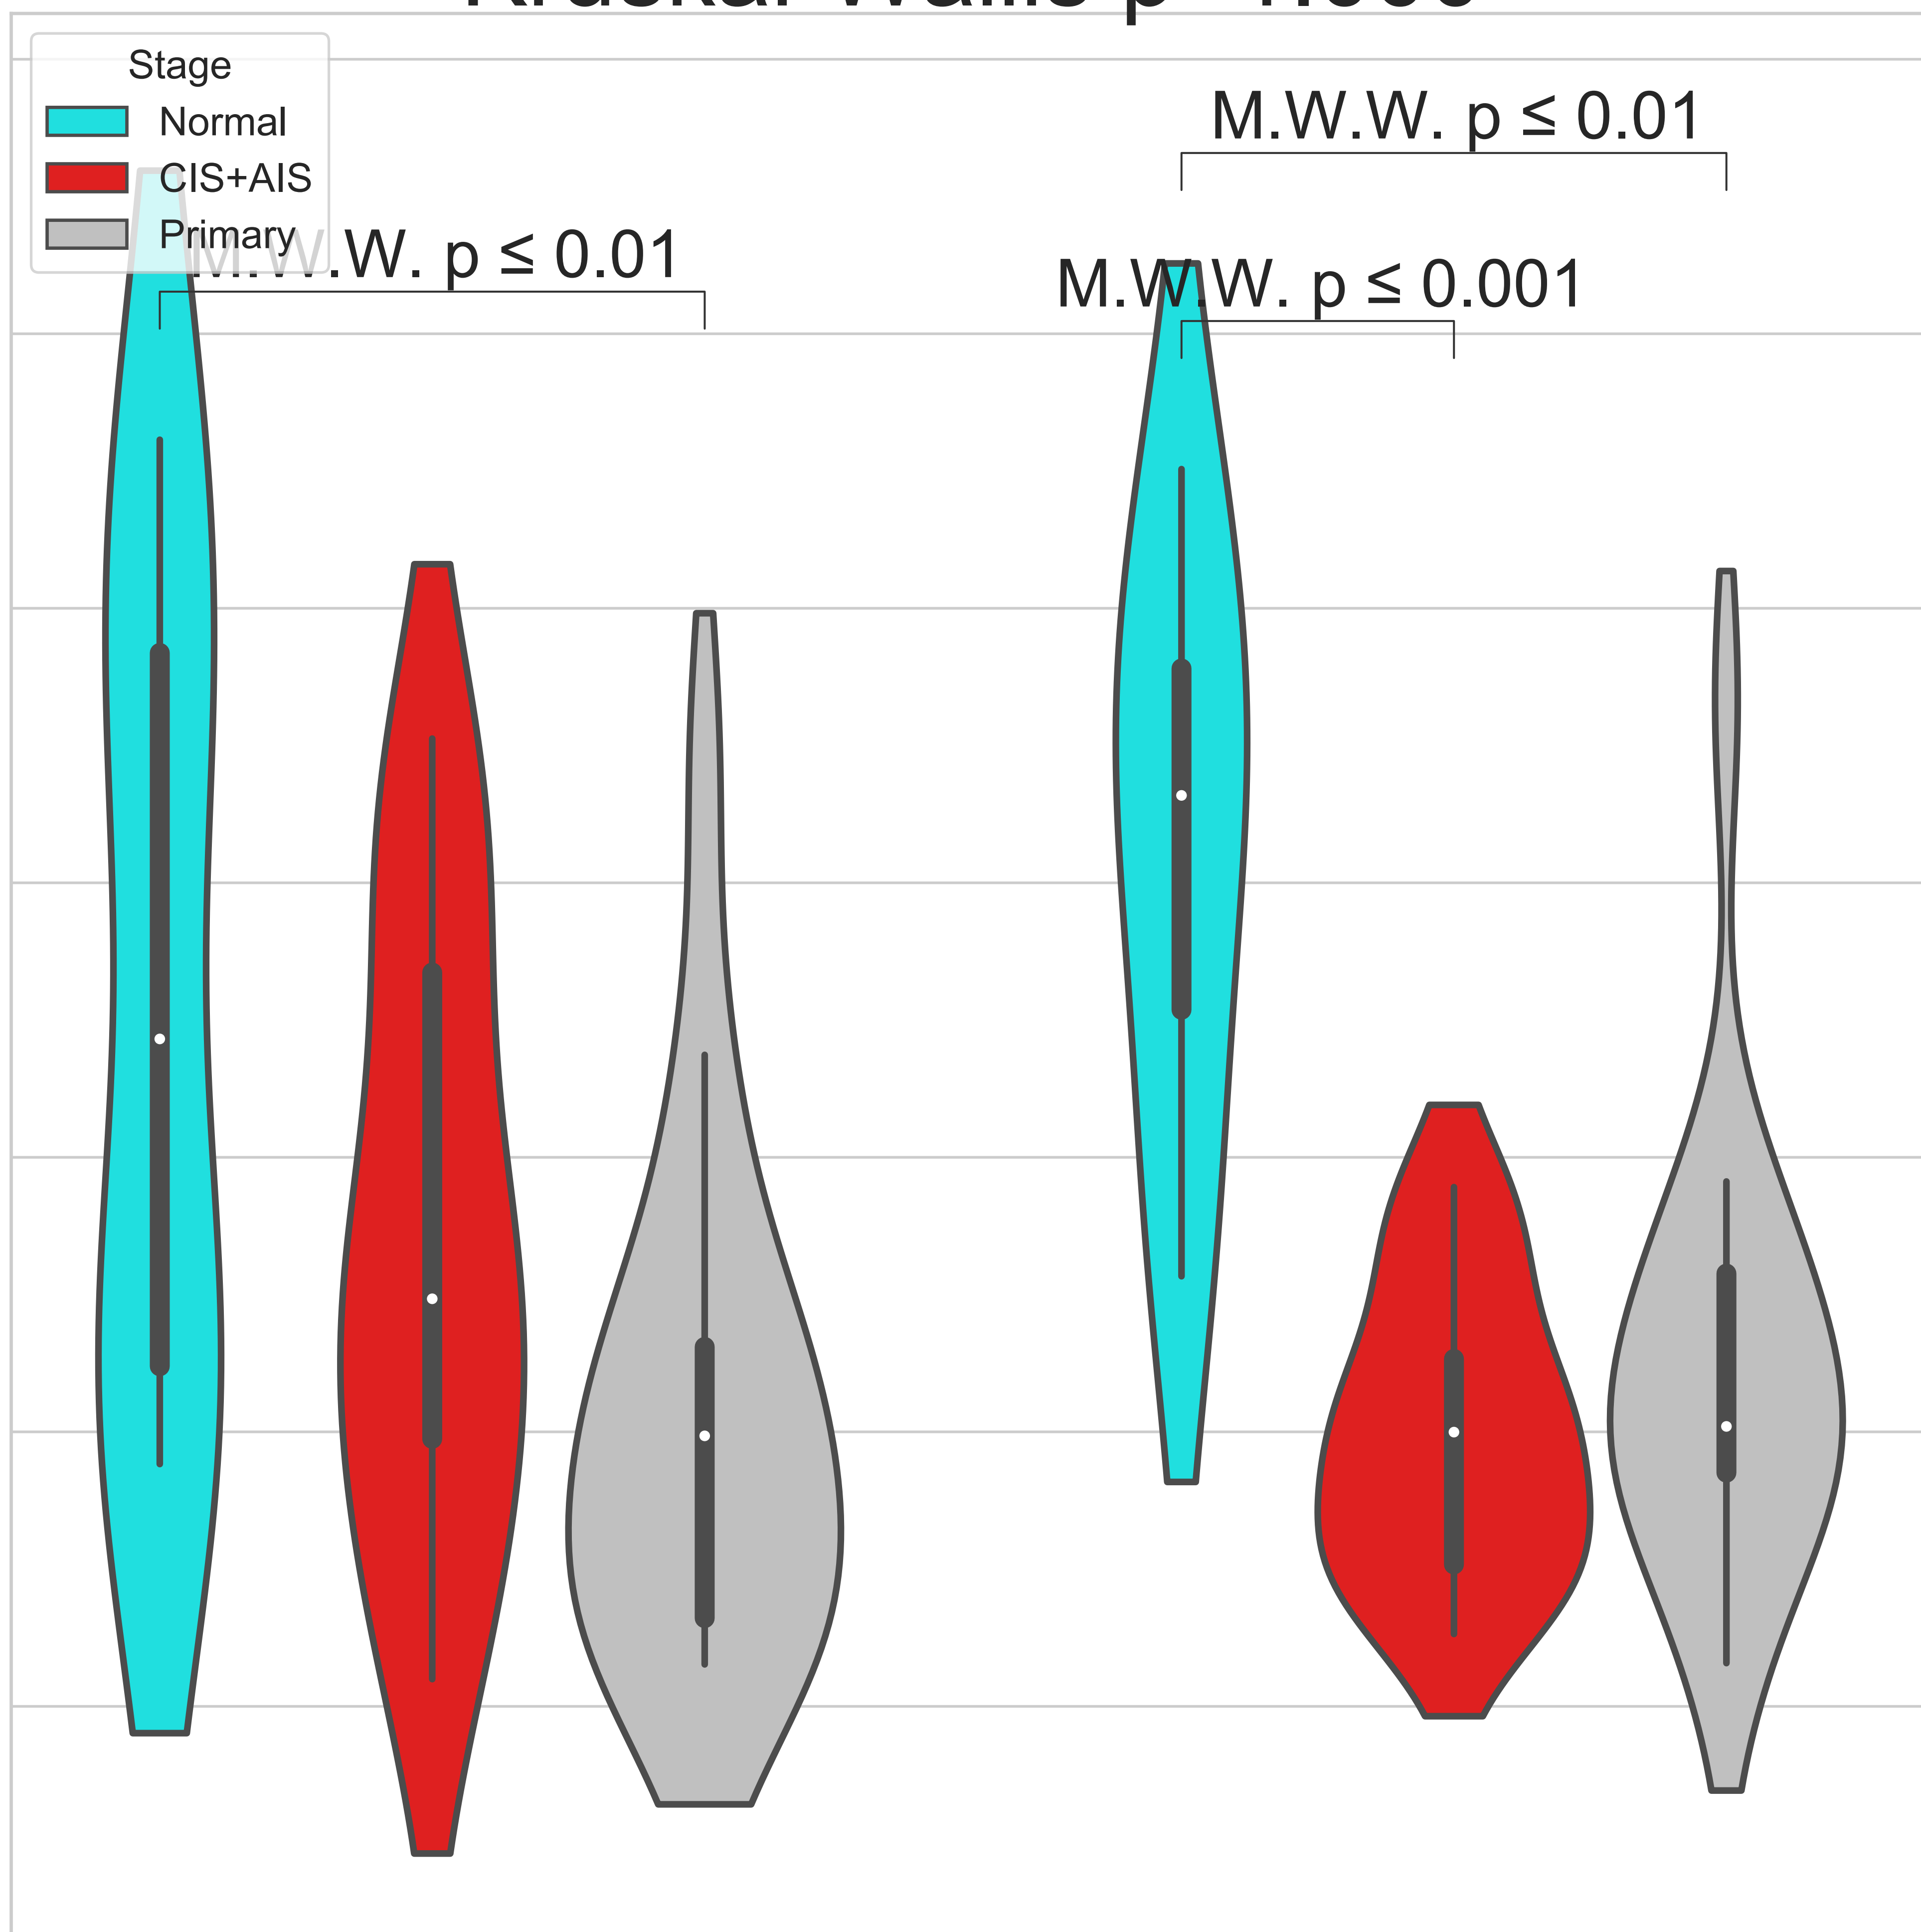 Stage
Normal
CIS+AIS
Primary
M.W.W. p ≤ 0.01
M.W.W. p ≤ 0.01
M.W.W. p ≤ 0.001